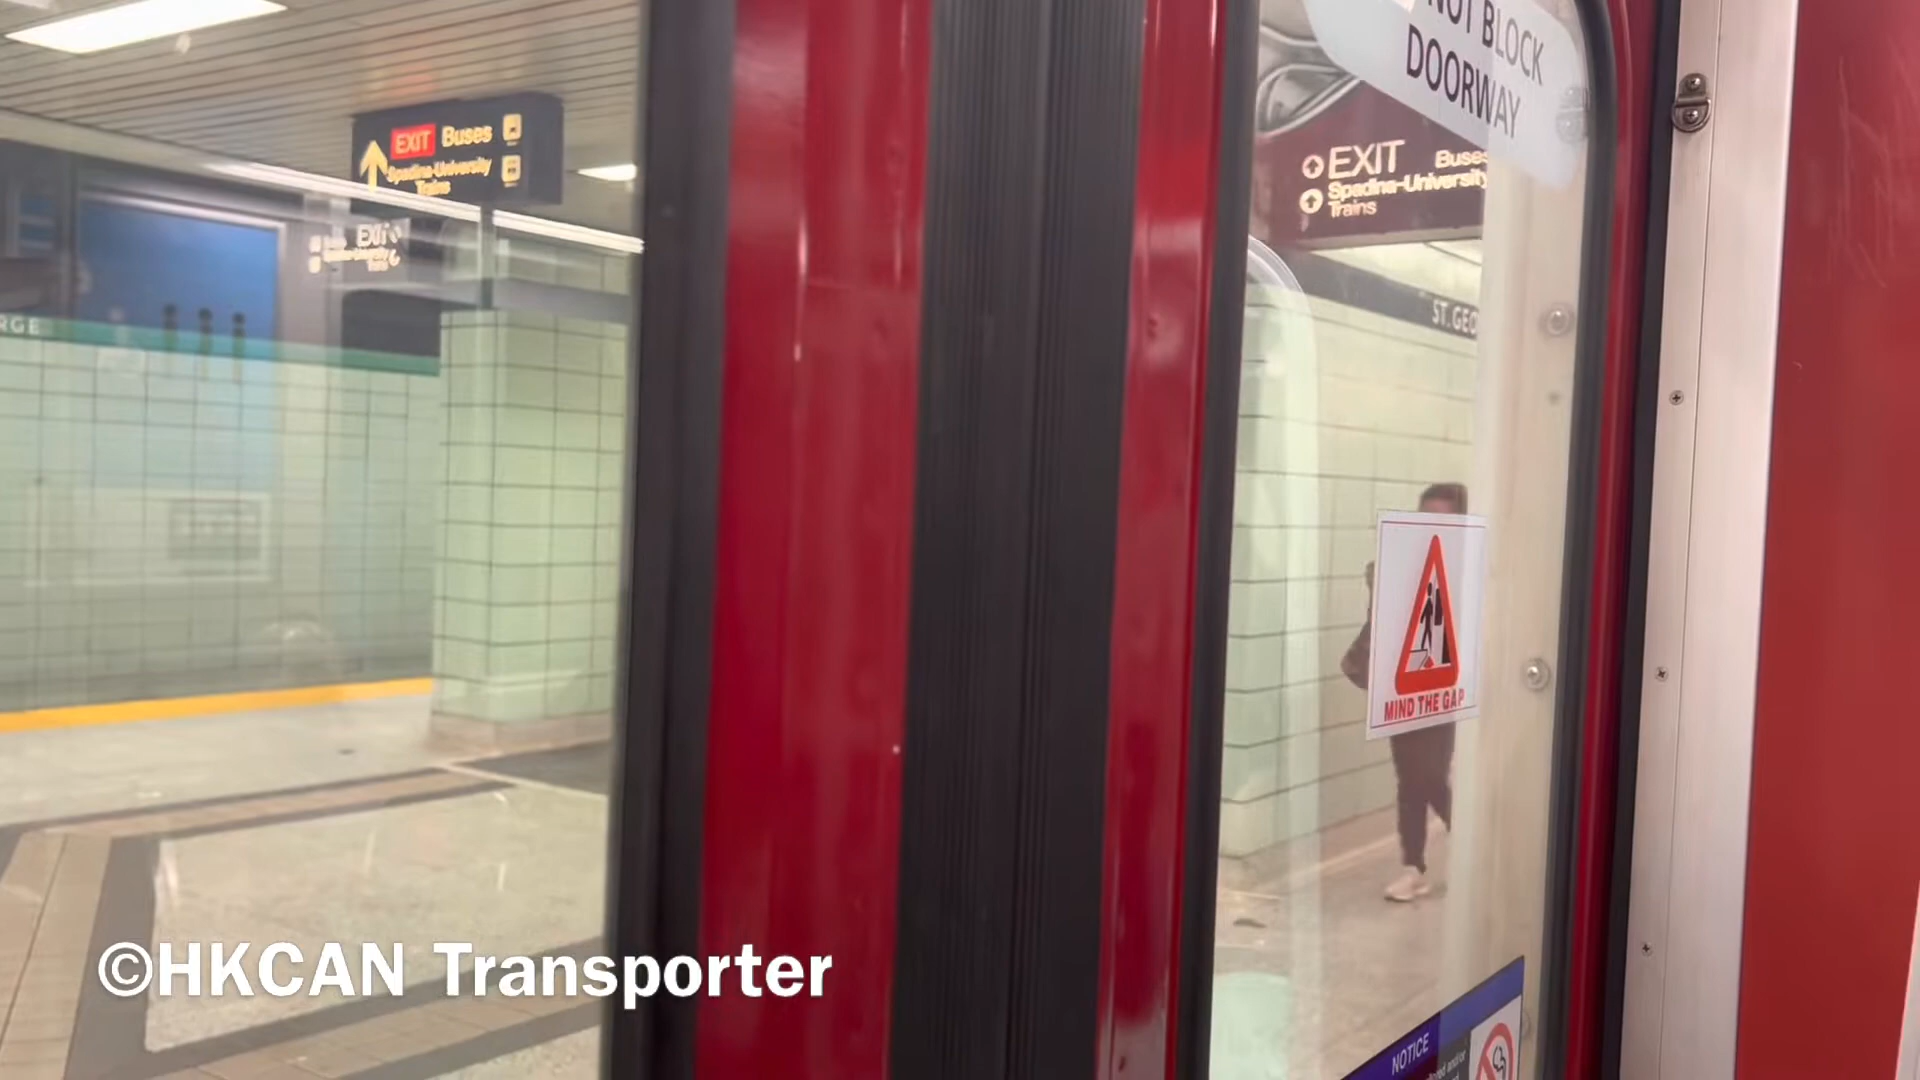 NOT BLOCK
DOORWAY
EXIT Buses
Spadina-University
Trains
EXIT Buses
Spadina-University
Trains
EXIT
RGE
ST. GEO
MIND THE GAP
©HKCAN Transporter
NOTICE